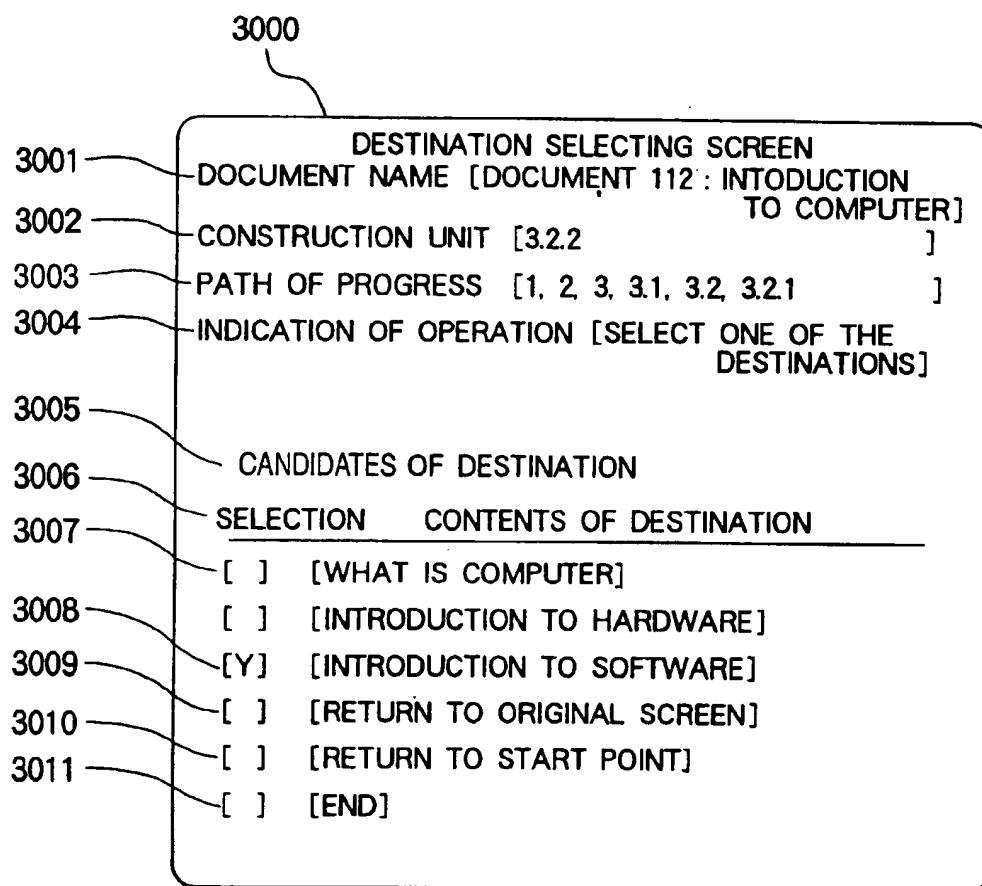 3000
DESTINATION SELECTING SCREEN
3001 DOCUMENT NAME [DOCUMENT 112 : INTODUCTION
TO COMPUTER]
3002 CONSTRUCTION UNIT [3.2.2 ]
3003 PATH OF PROGRESS [1, 2, 3, 3.1, 3.2, 3.2.1 ]
3004 INDICATION OF OPERATION [SELECT ONE OF THE
DESTINATIONS]
3005 CANDIDATES OF DESTINATION
3006 SELECTION CONTENTS OF DESTINATION
3007 [ ] [WHAT IS COMPUTER]
[ ] [INTRODUCTION TO HARDWARE]
3008 [Y] [INTRODUCTION TO SOFTWARE]
3009 [ ] [RETURN TO ORIGINAL SCREEN]
3010 [ ] [RETURN TO START POINT]
3011 [ ] [END]